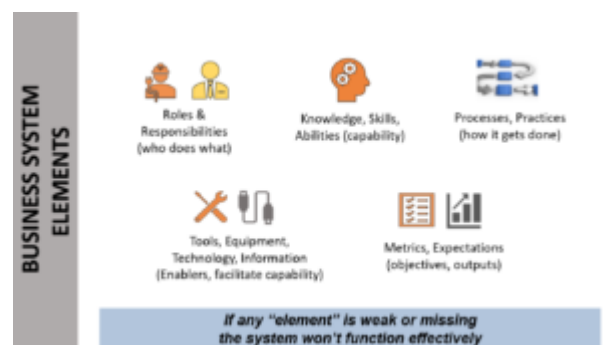 BUSINESS SYSTEM
ELEMENTS
Roles &
Responsibilities
(who does what)
Knowledge, Skills,
Abilities (capability)
Processes, Practices
(how it gets done)
Tools, Equipment,
Technology, Information
(Enablers, facilitate capability)
Metrics, Expectations
(objectives, outputs)
If any “element” is weak or missing
the system won't function effectively